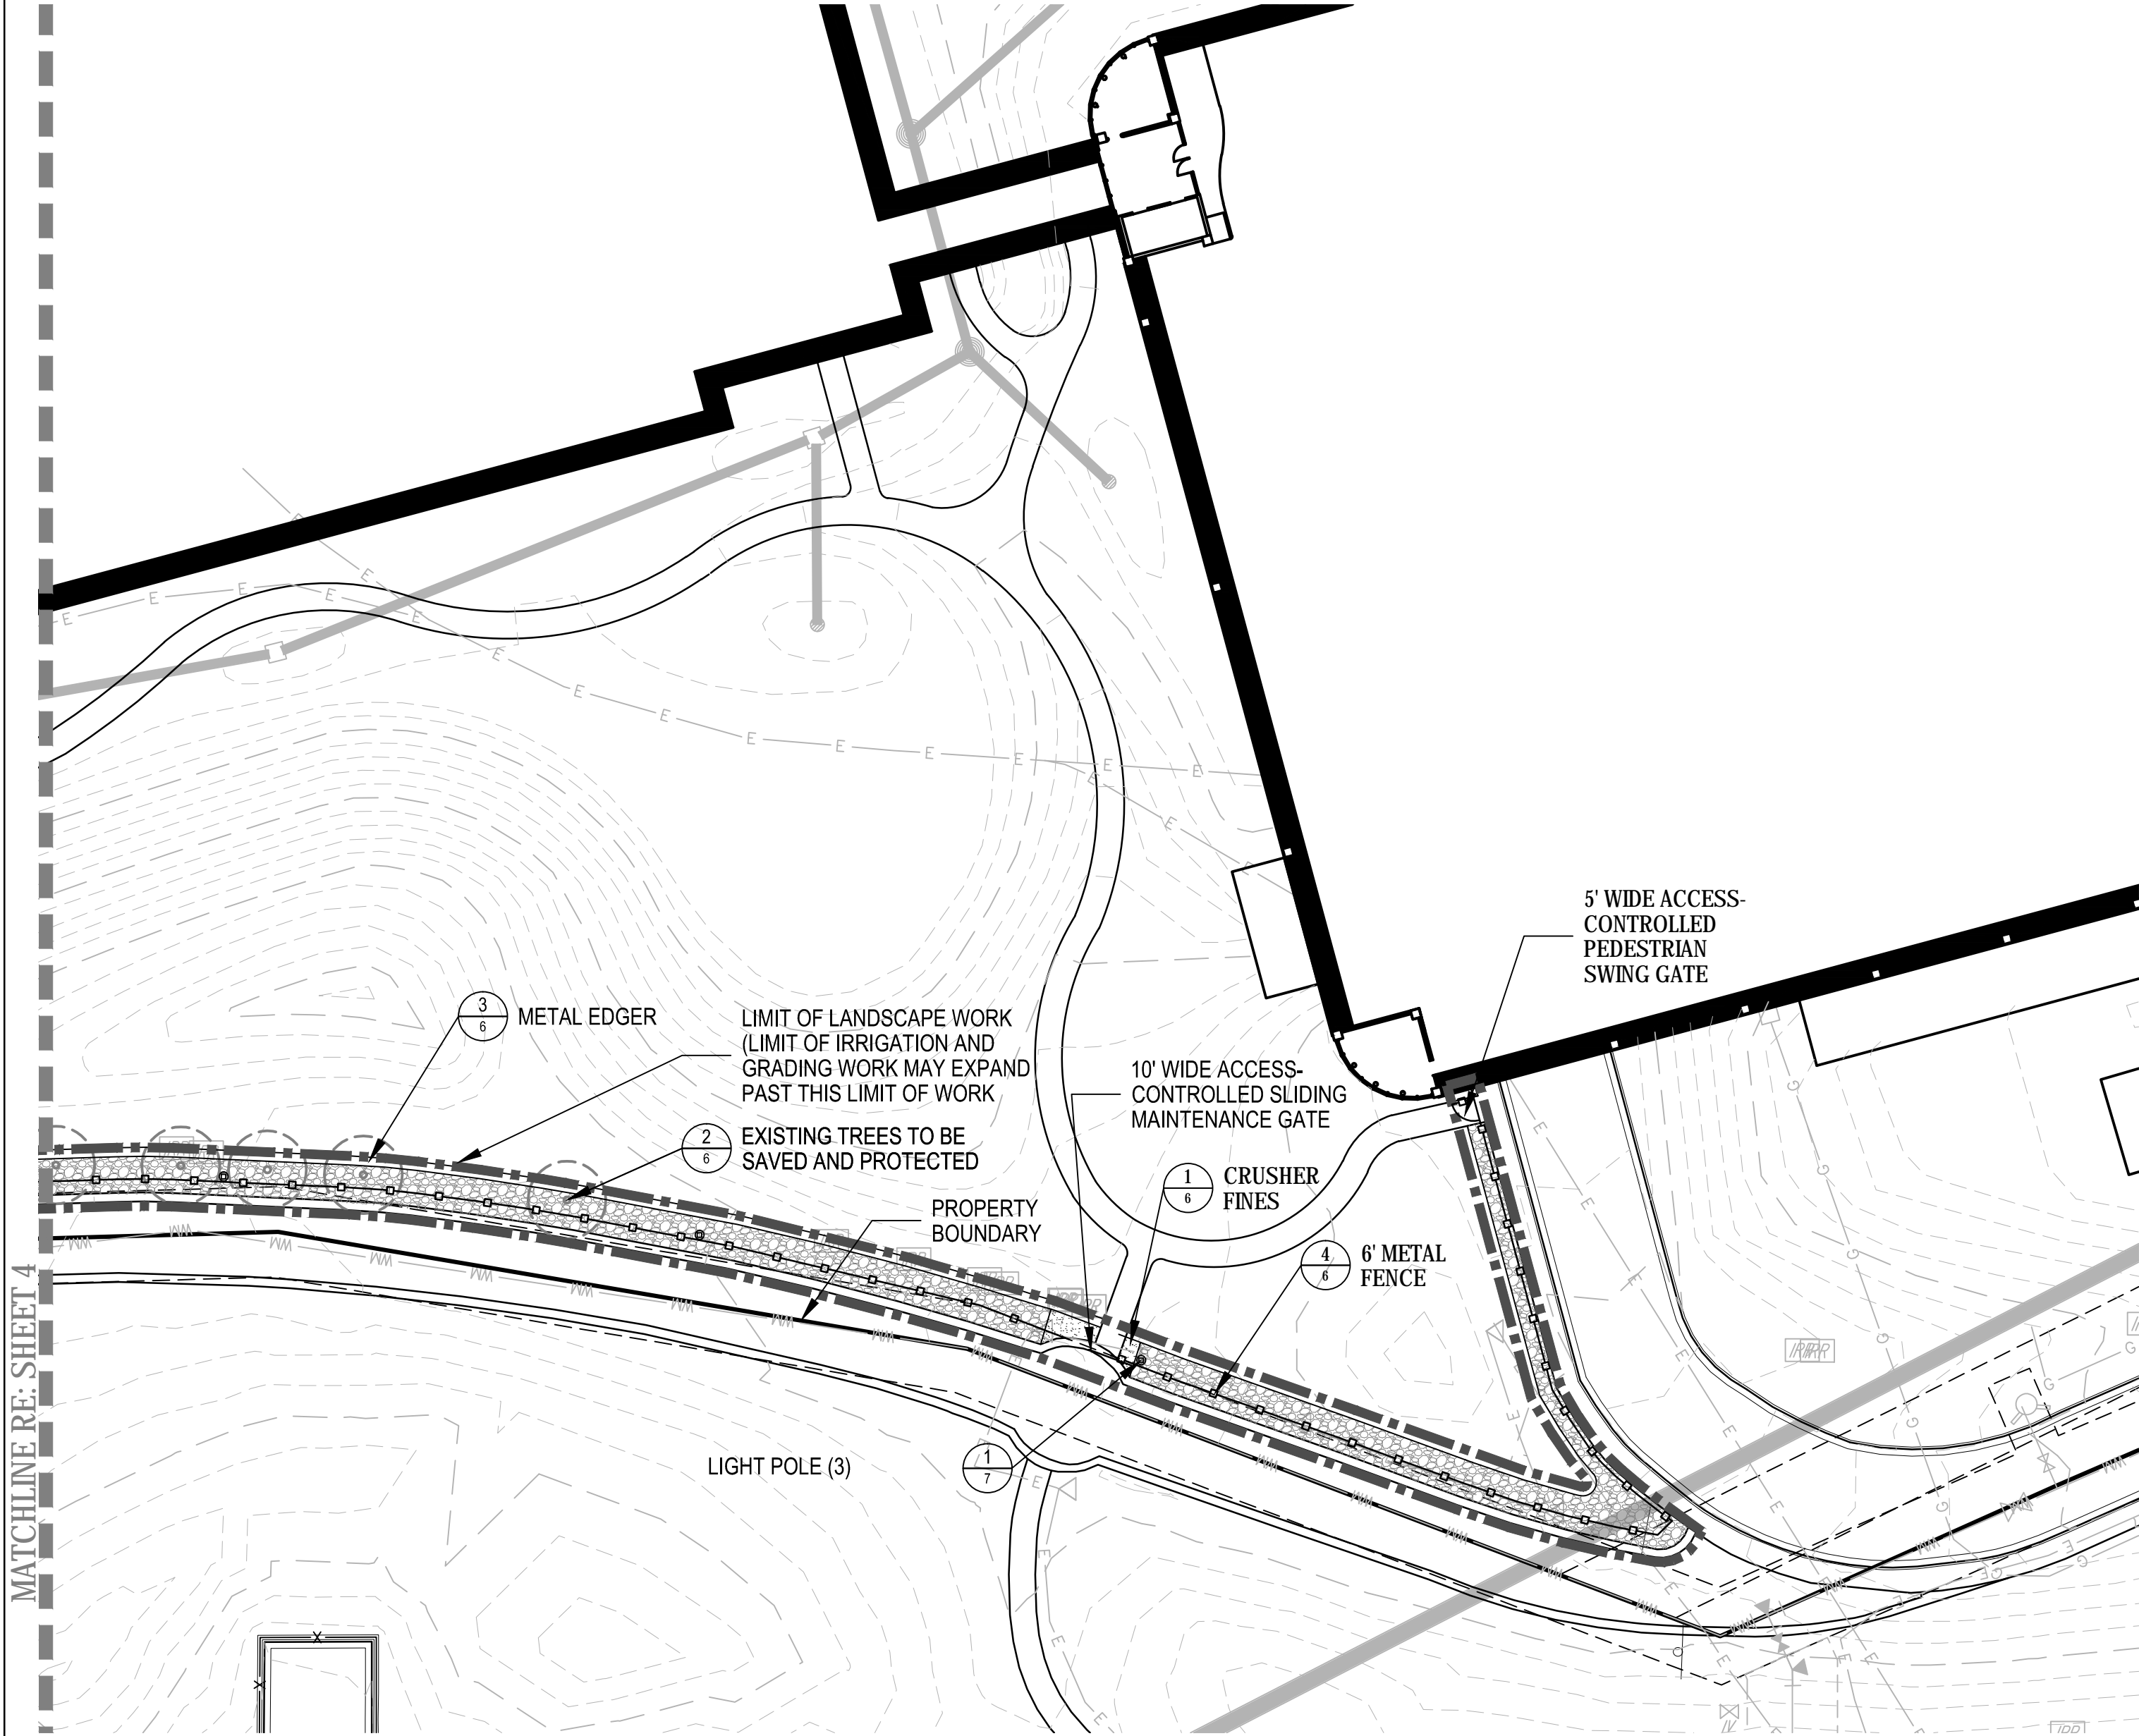 5' WIDE ACCESS-
CONTROLLED
PEDESTRIAN
SWING GATE
3
6
METAL EDGER
LIMIT OF LANDSCAPE WORK
(LIMIT OF IRRIGATION AND
GRADING WORK MAY EXPAND
PAST THIS LIMIT OF WORK
10' WIDE ACCESS-
CONTROLLED SLIDING
MAINTENANCE GATE
2
6
EXISTING TREES TO BE
SAVED AND PROTECTED
1
6
CRUSHER
FINES
PROPERTY
BOUNDARY
4
6
6' METAL
FENCE
LIGHT POLE (3)
1
7
MATCHLINE RE: SHEET 4